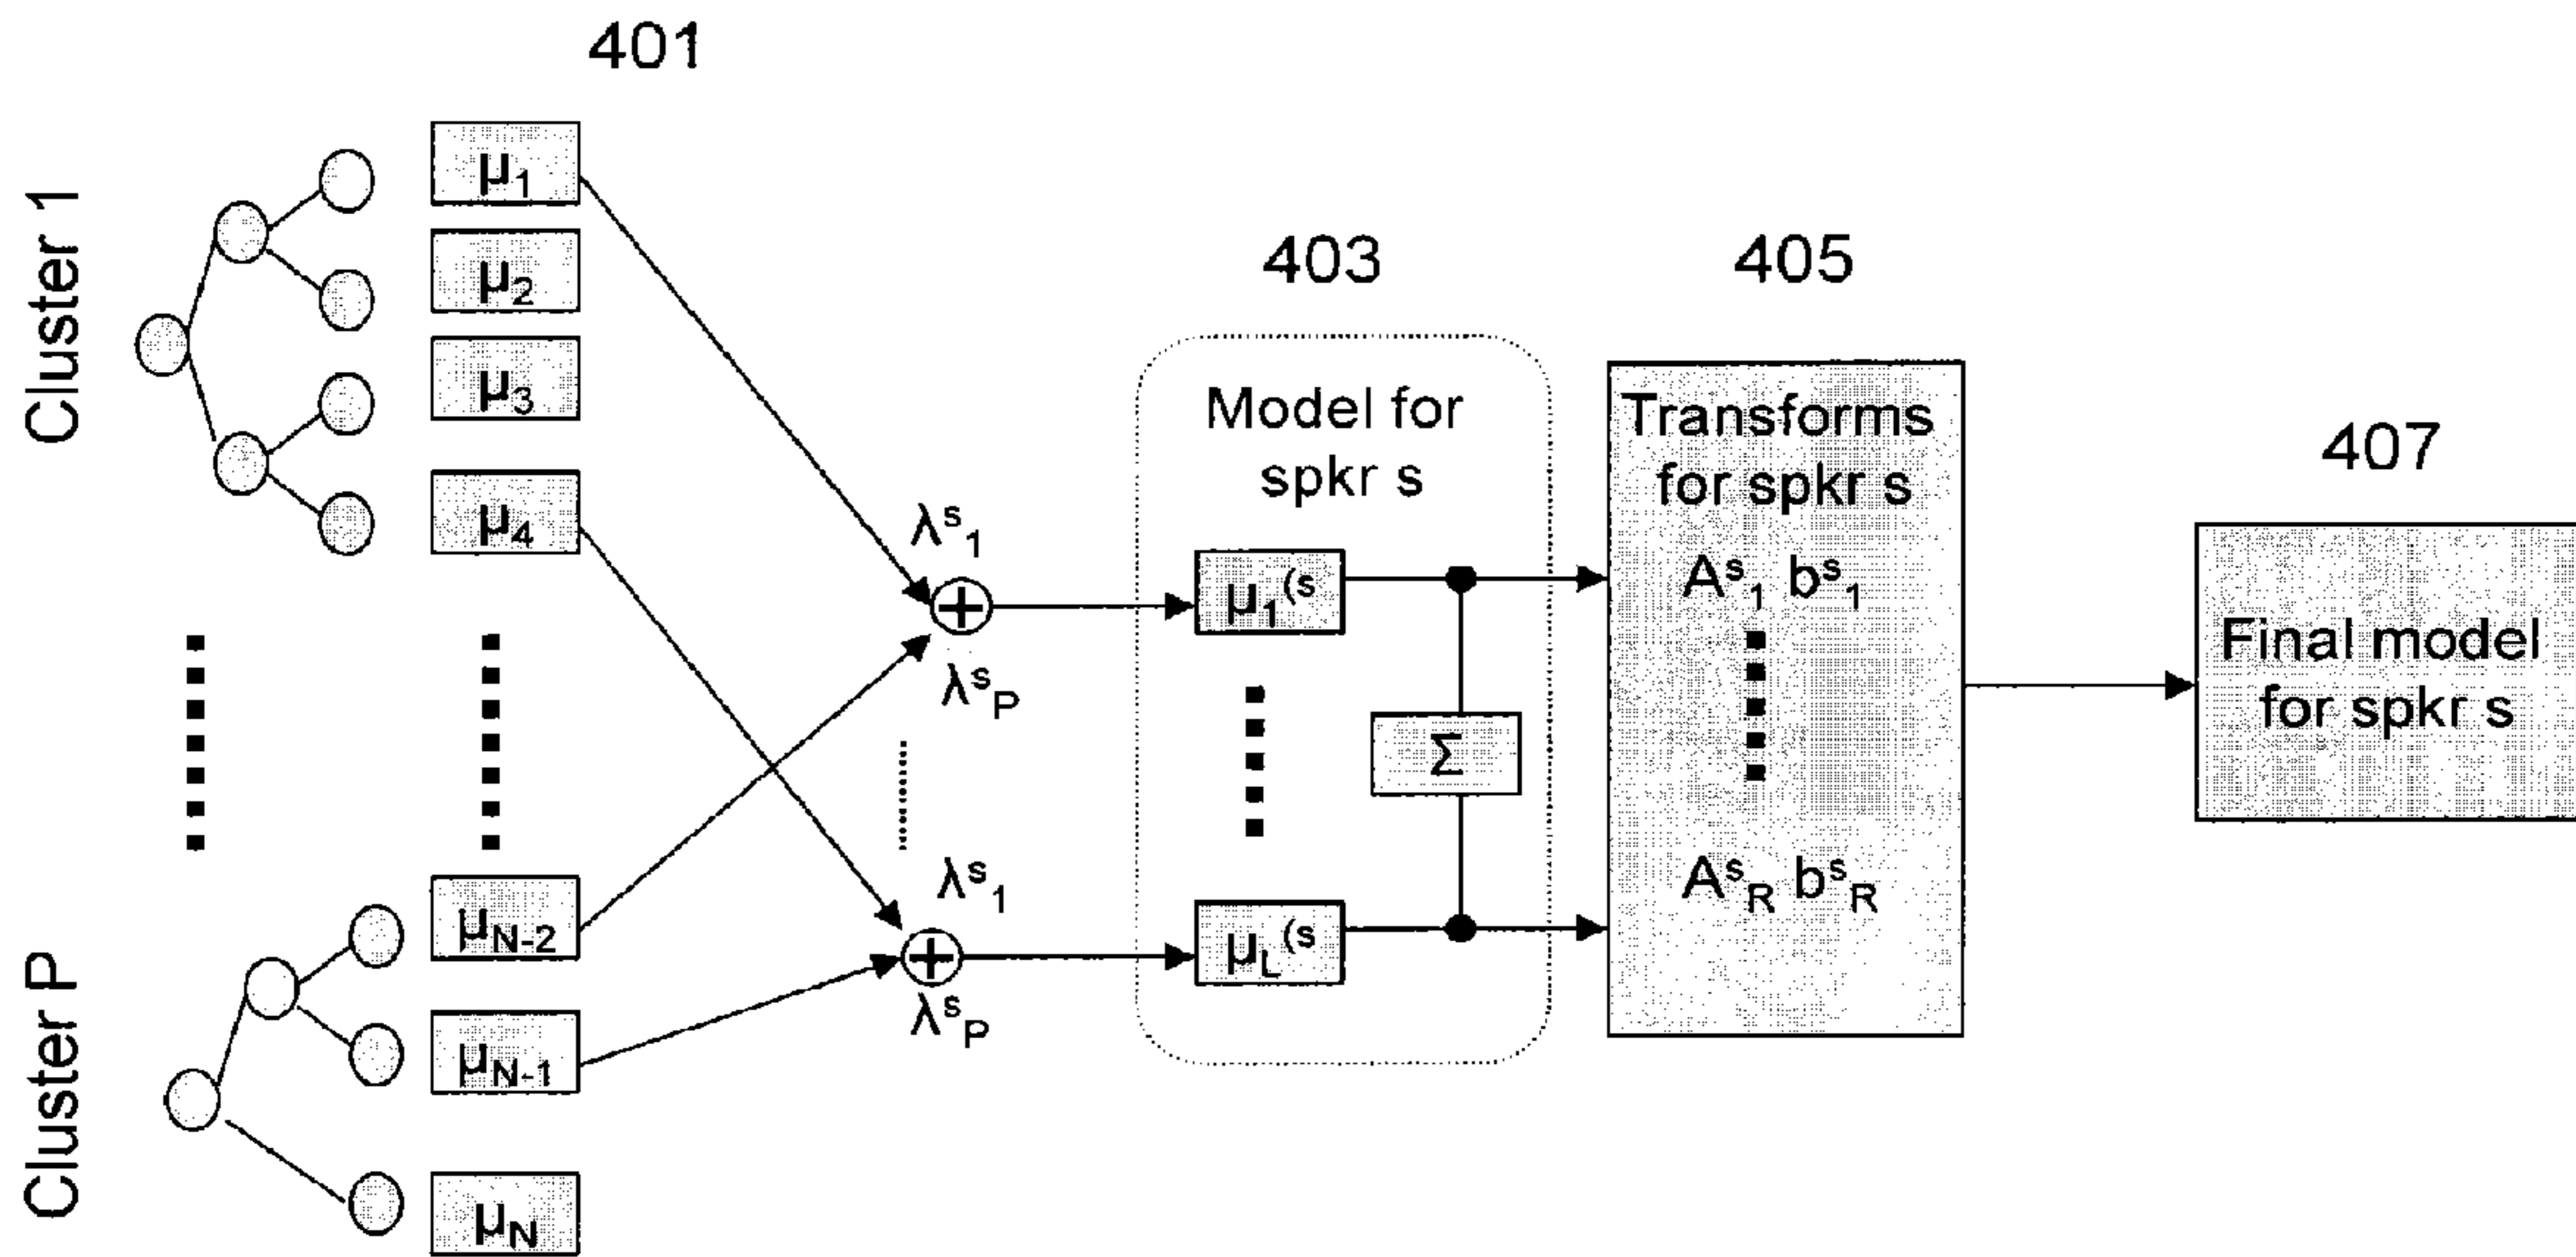 401
Cluster 1
μ1
μ2
μ3
μ4
Cluster P
μN-2
μN-1
μN
λs1
λsP
λs1
λsP
403
Model for
spkr s
μ1(s
Σ
μL(s
405
Transforms
for spkr s
As1 bs1
AsR bsR
407
Final model
for spkr s